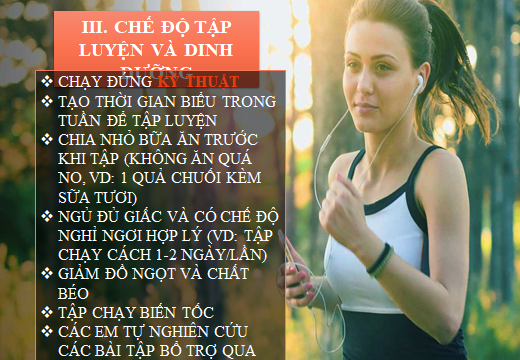 III. CHẾ ĐỘ TẬP
LUYỆN VÀ DINH
DƯỠNG
❖ CHẠY ĐÚNG KỸ THUẬT
❖ TẠO THỜI GIAN BIỂU TRONG
TUẦN ĐỂ TẬP LUYỆN
❖ CHIA NHỎ BỮA ĂN TRƯỚC
KHI TẬP (KHÔNG ĂN QUÁ
NO, VD: 1 QUẢ CHUỐI KÈM
SỮA TƯƠI)
❖ NGỦ ĐỦ GIẤC VÀ CÓ CHẾ ĐỘ
NGHỈ NGƠI HỢP LÝ (VD: TẬP
CHẠY CÁCH 1-2 NGÀY/LẦN)
❖ GIẢM ĐỒ NGỌT VÀ CHẤT
BÉO
❖ TẬP CHẠY BIẾN TỐC
❖ CÁC EM TỰ NGHIÊN CỨU
CÁC BÀI TẬP BỔ TRỢ QUA